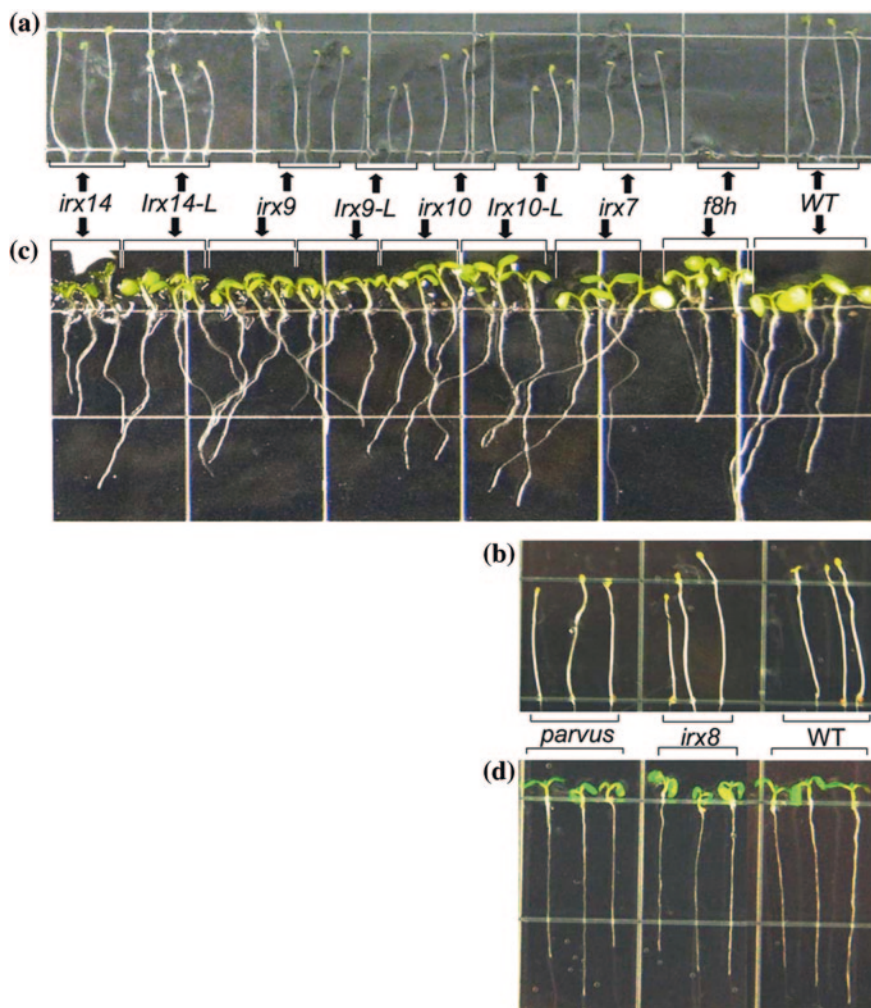 (a)
irx14 Irx14-L irx9 Irx9-L irx10 Irx10-L irx7 f8h WT
(c)
(b)
parvus irx8 WT
(d)